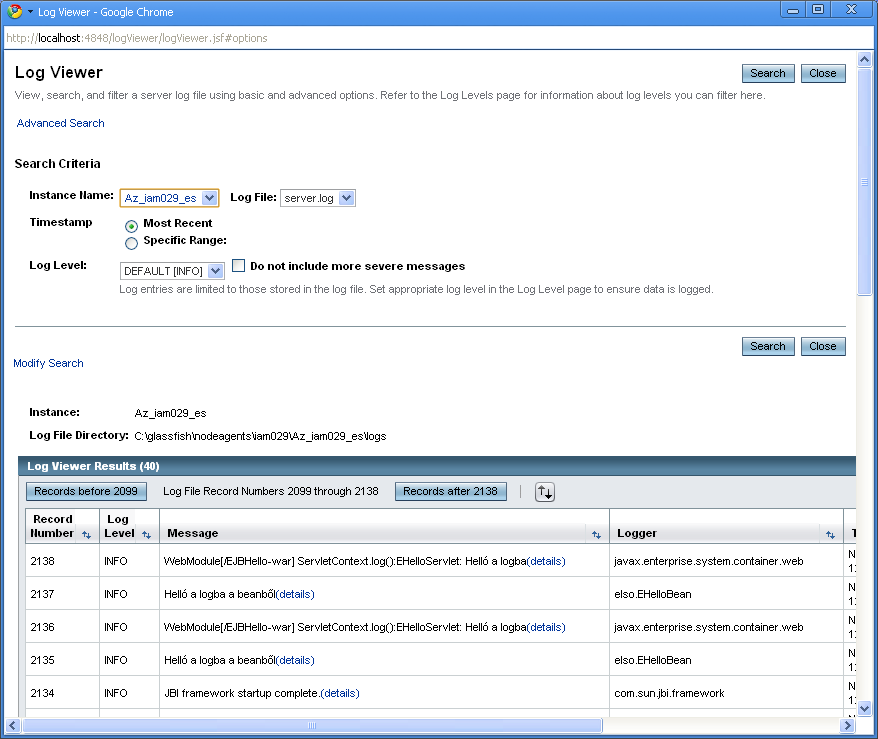 Log Viewer - Google Chrome
http://localhost:4848/logViewer/logViewer.jsf#options
Log Viewer
Search Close
View, search, and filter a server log file using basic and advanced options. Refer to the Log Levels page for information about log levels you can filter here.
Advanced Search
Search Criteria
Instance Name: Az_iam029_es Log File: server.log
Timestamp Most Recent
Specific Range:
Log Level: DEFAULT [INFO] Do not include more severe messages
Log entries are limited to those stored in the log file. Set appropriate log level in the Log Level page to ensure data is logged.
Search Close
Modify Search
Instance: Az_iam029_es
Log File Directory: C:\glassfish\nodeagents\iam029\Az_iam029_es\logs
Log Viewer Results (40)
Records before 2099 Log File Record Numbers 2099 through 2138 Records after 2138
Record Number Log Level Message Logger
2138 INFO WebModule[/EJBHello-war] ServletContext.log():EHelloServlet: Helló a logba(details) javax.enterprise.system.container.web
2137 INFO Helló a logba a beanből(details) elso.EHelloBean
2136 INFO WebModule[/EJBHello-war] ServletContext.log():EHelloServlet: Helló a logba(details) javax.enterprise.system.container.web
2135 INFO Helló a logba a beanből(details) elso.EHelloBean
2134 INFO JBI framework startup complete.(details) com.sun.jbi.framework